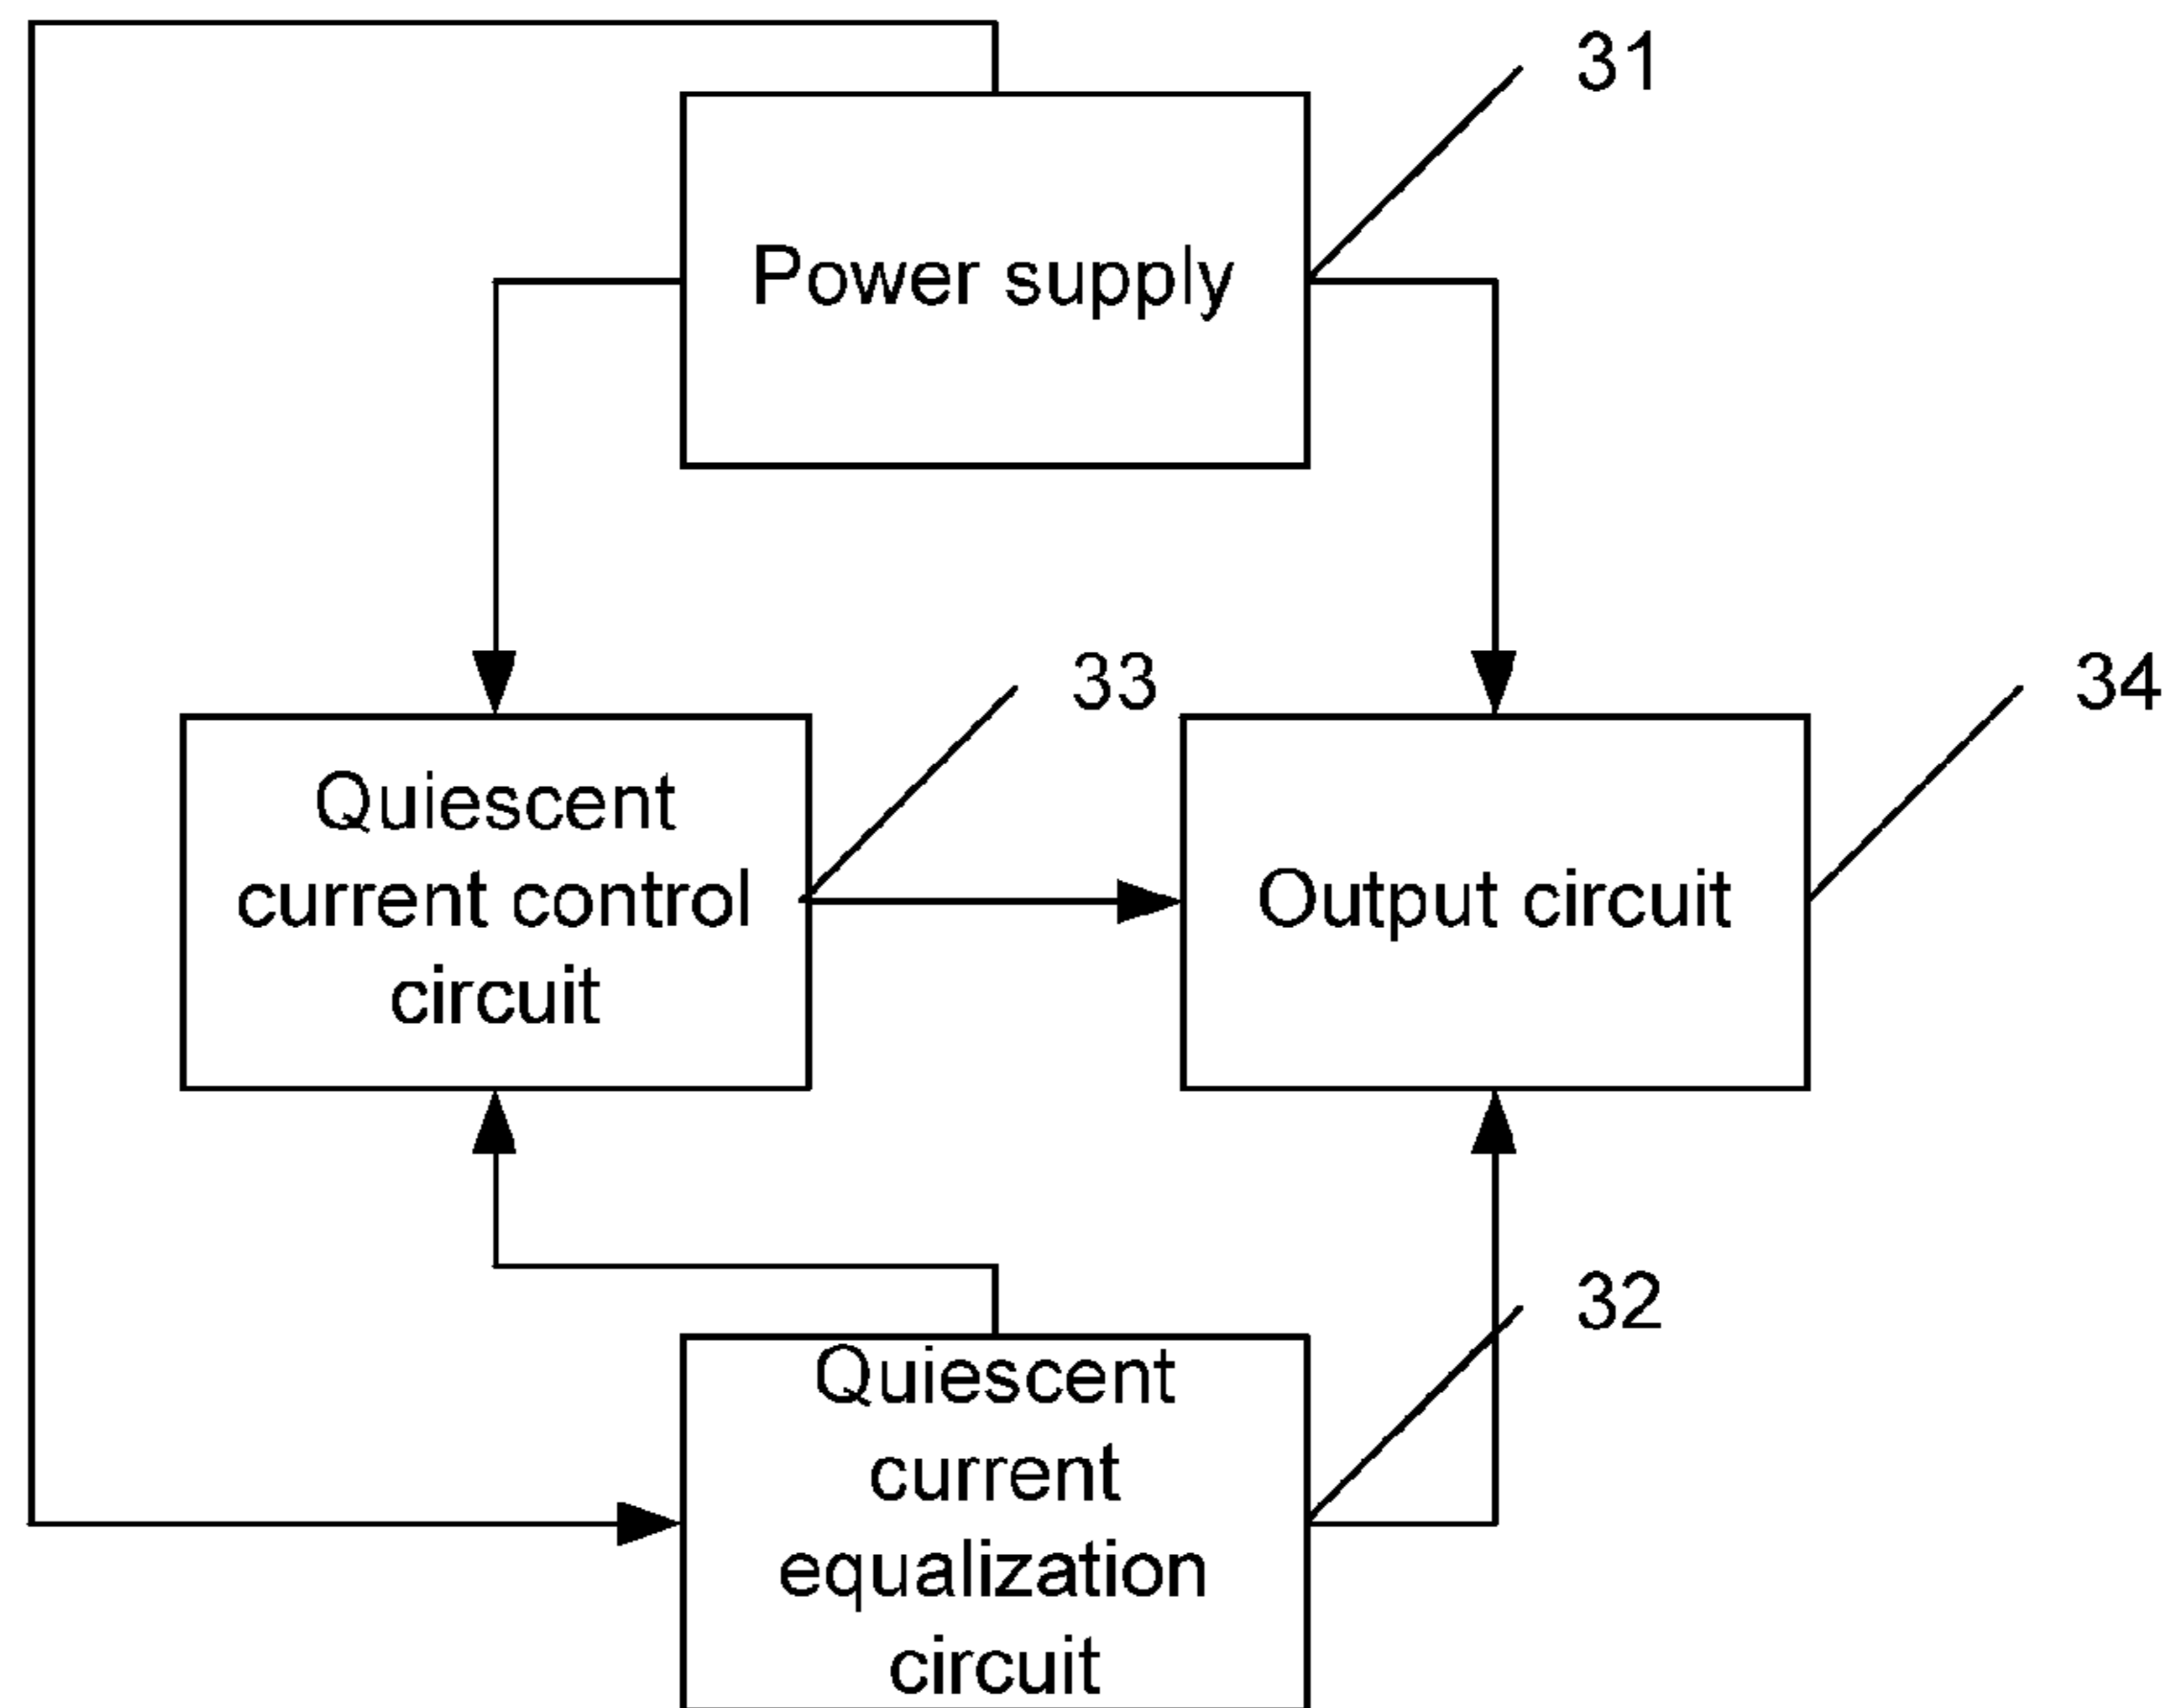 31
Power supply
33
34
Quiescent
current control
circuit
Output circuit
32
Quiescent
current
equalization
circuit